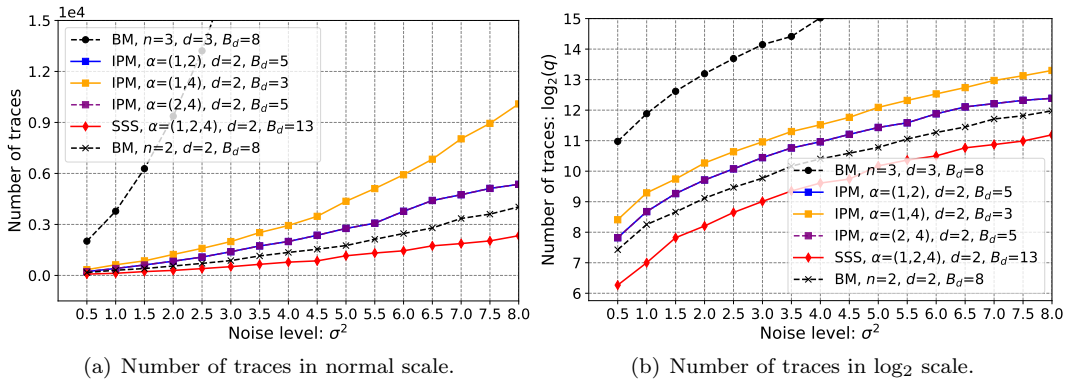 1e4
1.5
1.2
0.9
0.6
0.3
0.0
Number of traces
BM, n=3, d=3, B_d=8
IPM, α=(1,2), d=2, B_d=5
IPM, α=(1,4), d=2, B_d=3
IPM, α=(2,4), d=2, B_d=5
SSS, α=(1,2,4), d=2, B_d=13
BM, n=2, d=2, B_d=8
0.5 1.0 1.5 2.0 2.5 3.0 3.5 4.0 4.5 5.0 5.5 6.0 6.5 7.0 7.5 8.0
Noise level: σ²
(a) Number of traces in normal scale.
15
14
13
12
11
10
9
8
7
6
Number of traces: log₂(q)
BM, n=3, d=3, B_d=8
IPM, α=(1,2), d=2, B_d=5
IPM, α=(1,4), d=2, B_d=3
IPM, α=(2, 4), d=2, B_d=5
SSS, α=(1,2,4), d=2, B_d=13
BM, n=2, d=2, B_d=8
0.5 1.0 1.5 2.0 2.5 3.0 3.5 4.0 4.5 5.0 5.5 6.0 6.5 7.0 7.5 8.0
Noise level: σ²
(b) Number of traces in log₂ scale.